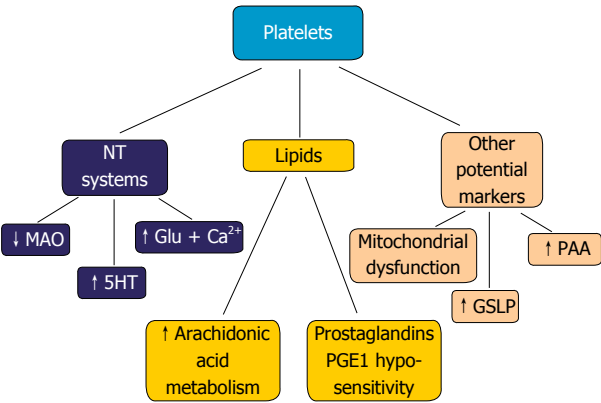 Platelets
NT
systems
Lipids
Other
potential
markers
↓ MAO
↑ 5HT
↑ Glu + Ca²⁺
Mitochondrial
dysfunction
↑ GSLP
↑ PAA
↑ Arachidonic
acid
metabolism
Prostaglandins
PGE1 hypo-
sensitivity